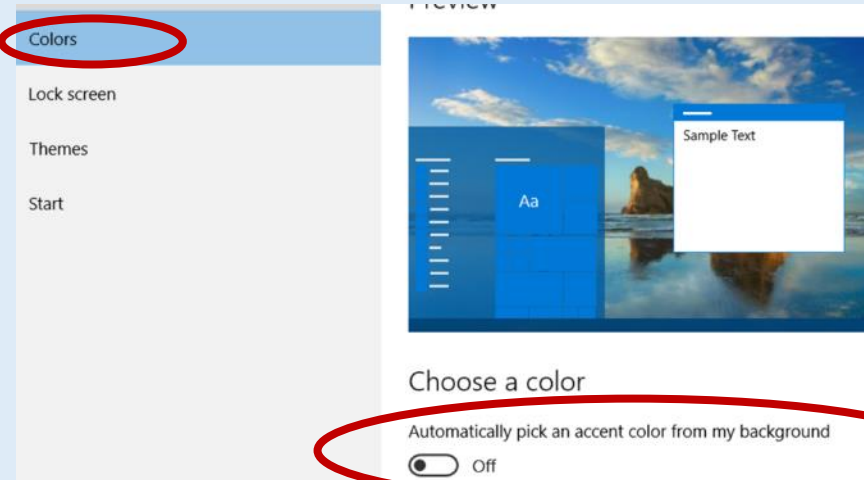 Preview
Colors
Lock screen
Themes
Start
Sample Text
Aa
Choose a color
Automatically pick an accent color from my background
Off